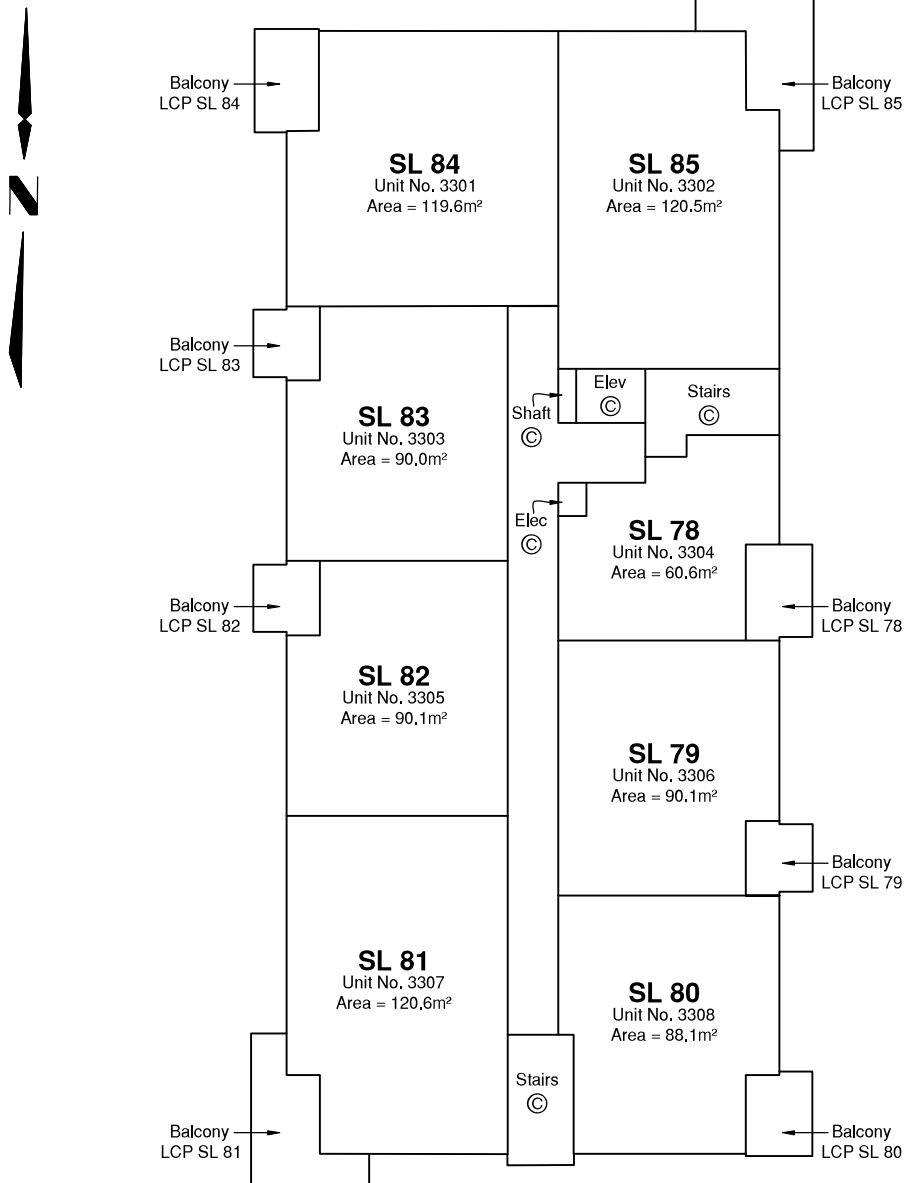 N
Balcony
LCP SL 84
SL 84
Unit No. 3301
Area = 119.6m²
SL 85
Unit No. 3302
Area = 120.5m²
Balcony
LCP SL 85
Balcony
LCP SL 83
SL 83
Unit No. 3303
Area = 90.0m²
Shaft
©
Elev
©
Stairs
©
Elec
©
SL 78
Unit No. 3304
Area = 60.6m²
Balcony
LCP SL 78
Balcony
LCP SL 82
SL 82
Unit No. 3305
Area = 90.1m²
SL 79
Unit No. 3306
Area = 90.1m²
Balcony
LCP SL 79
SL 81
Unit No. 3307
Area = 120.6m²
SL 80
Unit No. 3308
Area = 88.1m²
Stairs
©
Balcony
LCP SL 81
Balcony
LCP SL 80